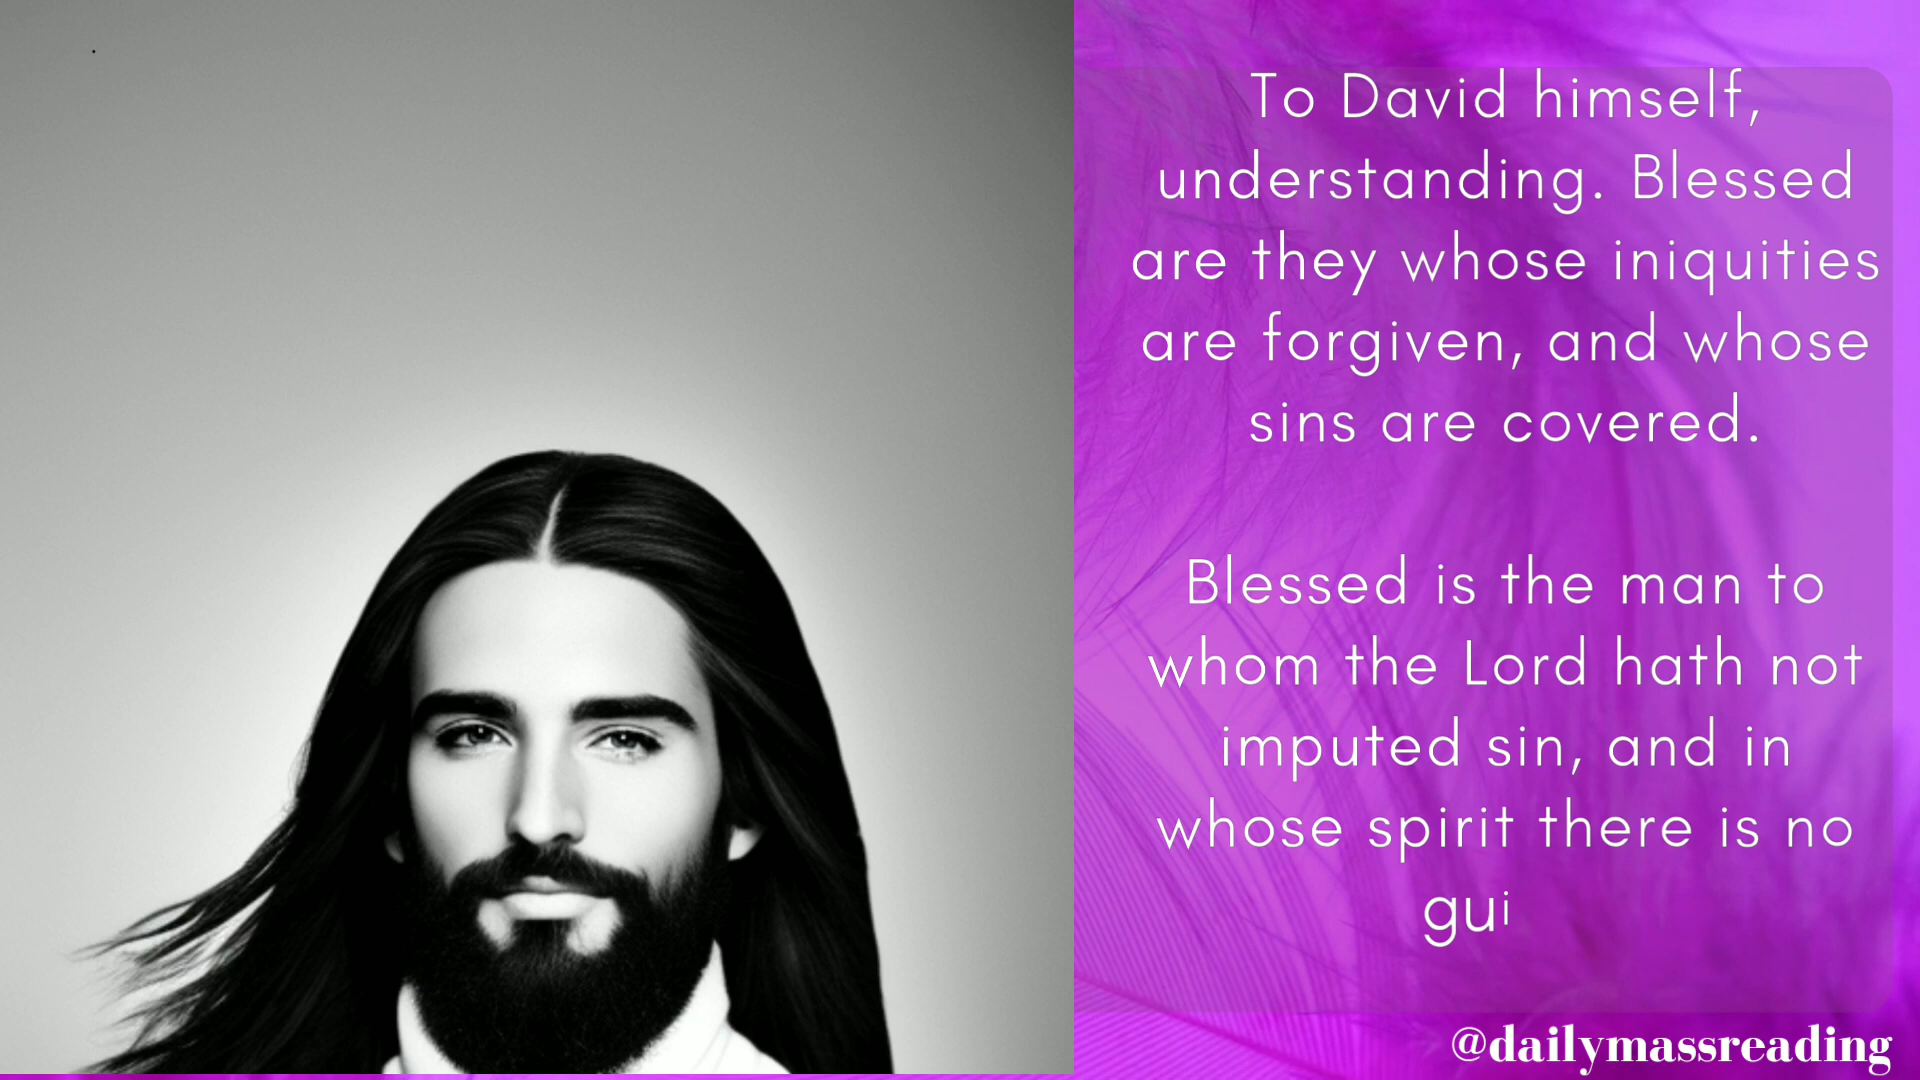 To David himself,
understanding. Blessed
are they whose iniquities
are forgiven, and whose
sins are covered.
Blessed is the man to
whom the Lord hath not
imputed sin, and in
whose spirit there is no
gui
@dailymassreading